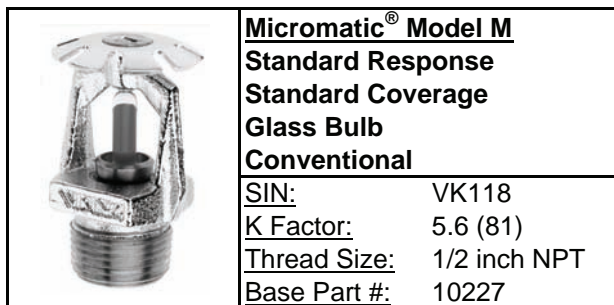 Micromatic® Model M
Standard Response
Standard Coverage
Glass Bulb
Conventional
SIN: VK118
K Factor: 5.6 (81)
Thread Size: 1/2 inch NPT
Base Part #: 10227